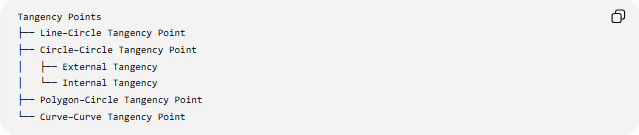 Tangency Points
├── Line–Circle Tangency Point
├── Circle–Circle Tangency Point
│   ├── External Tangency
│   └── Internal Tangency
├── Polygon–Circle Tangency Point
└── Curve–Curve Tangency Point